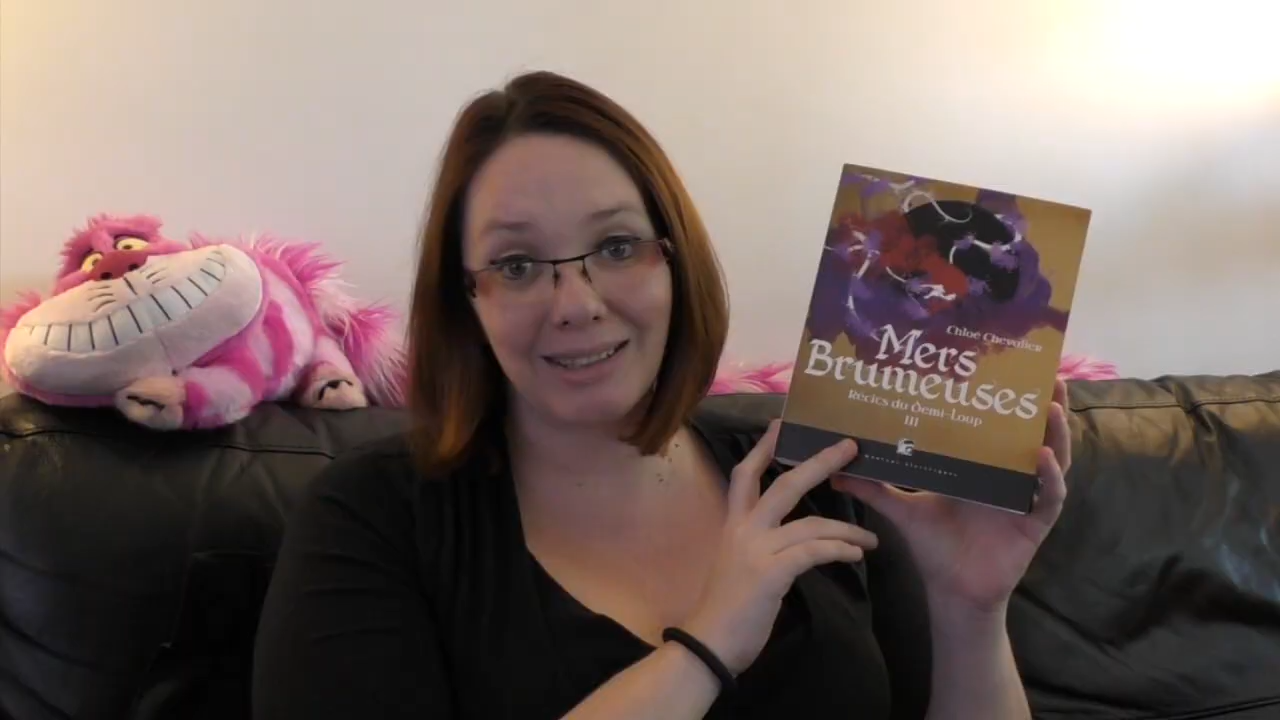 Chloé Chevalier
Mers
Brumeuses
Récits du Demi-Loup
III